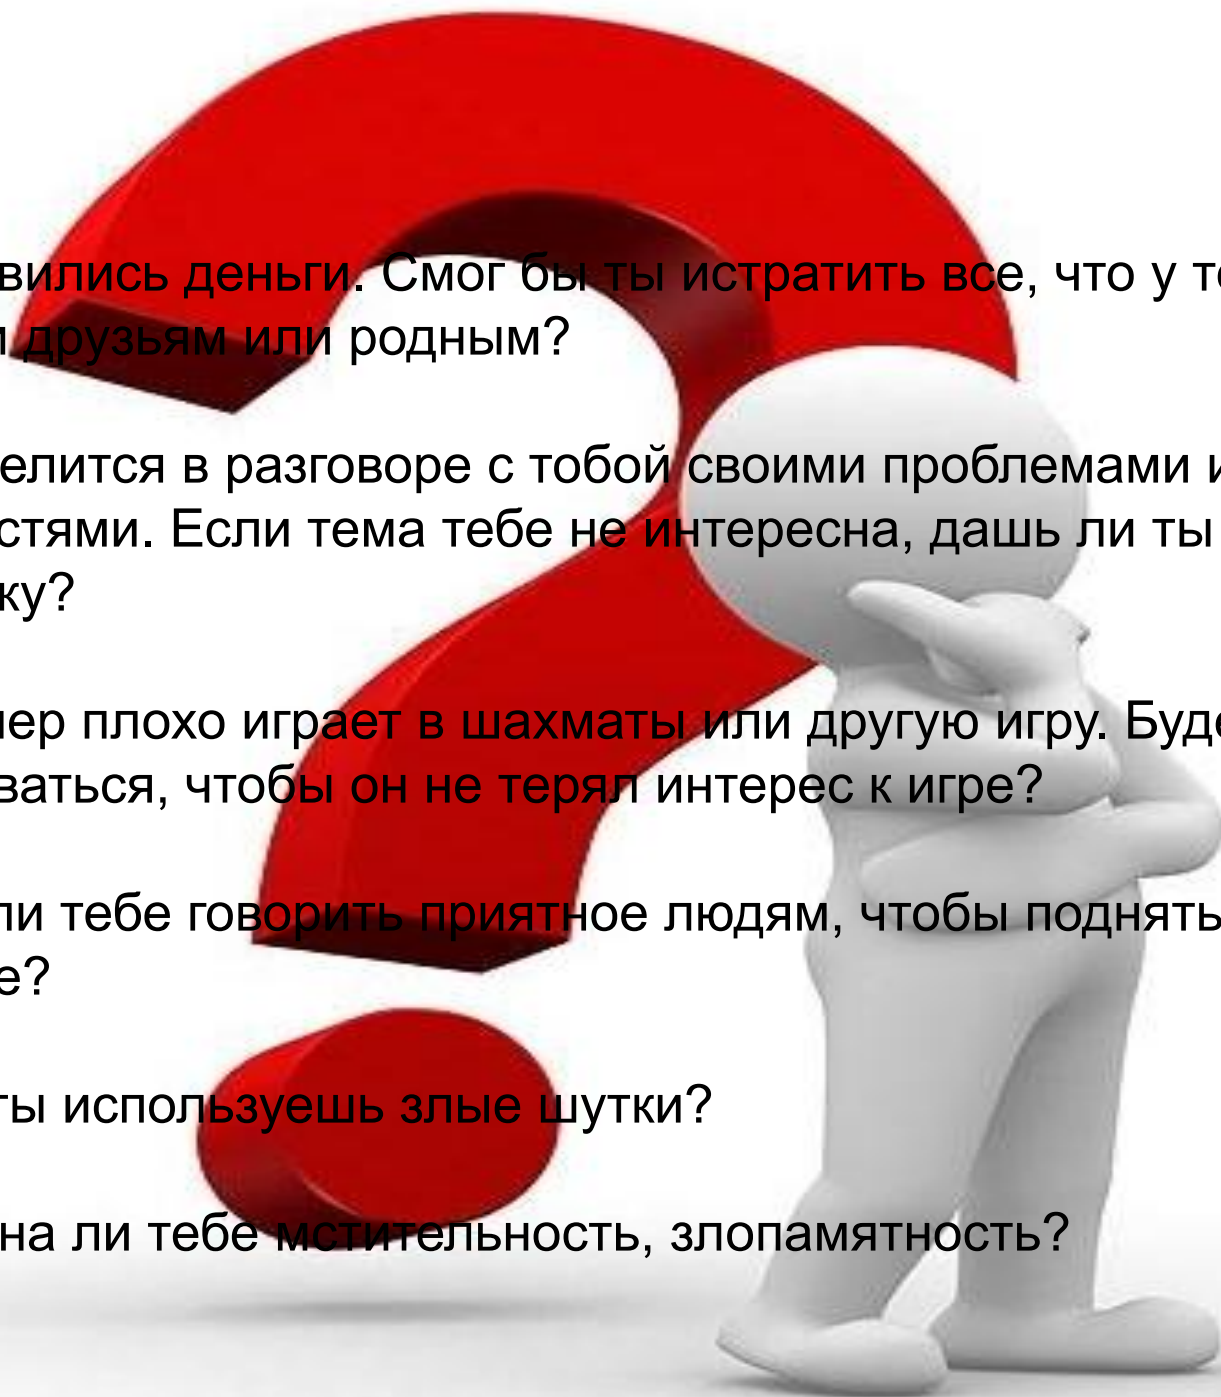 вились деньги. Смог бы ты истратить все, что у те
и друзьям или родным?
елится в разговоре с тобой своими проблемами и
стями. Если тема тебе не интересна, дашь ли ты
ку?
нер плохо играет в шахматы или другую игру. Буде
ваться, чтобы он не терял интерес к игре?
ли тебе говорить приятное людям, чтобы поднять
е?
ты используешь злые шутки?
на ли тебе мстительность, злопамятность?